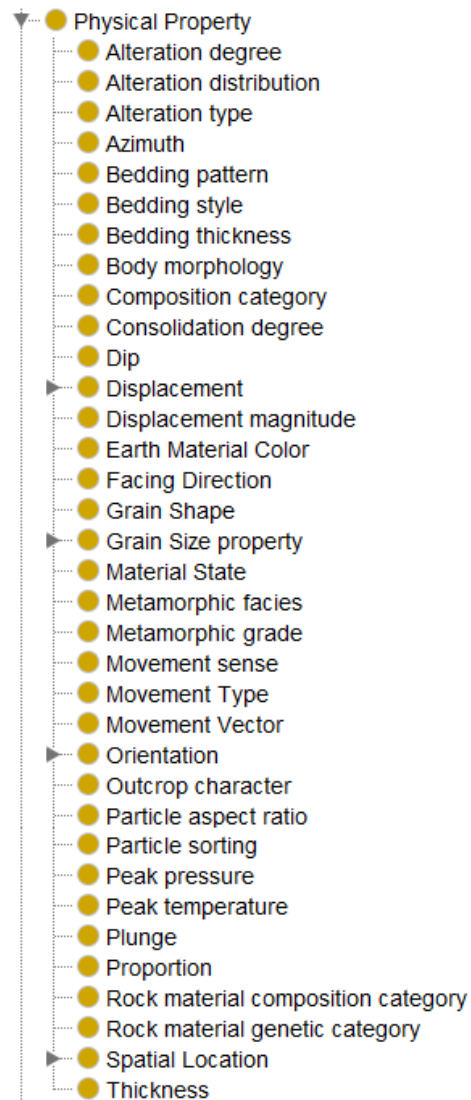 Physical Property
Alteration degree
Alteration distribution
Alteration type
Azimuth
Bedding pattern
Bedding style
Bedding thickness
Body morphology
Composition category
Consolidation degree
Dip
Displacement
Displacement magnitude
Earth Material Color
Facing Direction
Grain Shape
Grain Size property
Material State
Metamorphic facies
Metamorphic grade
Movement sense
Movement Type
Movement Vector
Orientation
Outcrop character
Particle aspect ratio
Particle sorting
Peak pressure
Peak temperature
Plunge
Proportion
Rock material composition category
Rock material genetic category
Spatial Location
Thickness